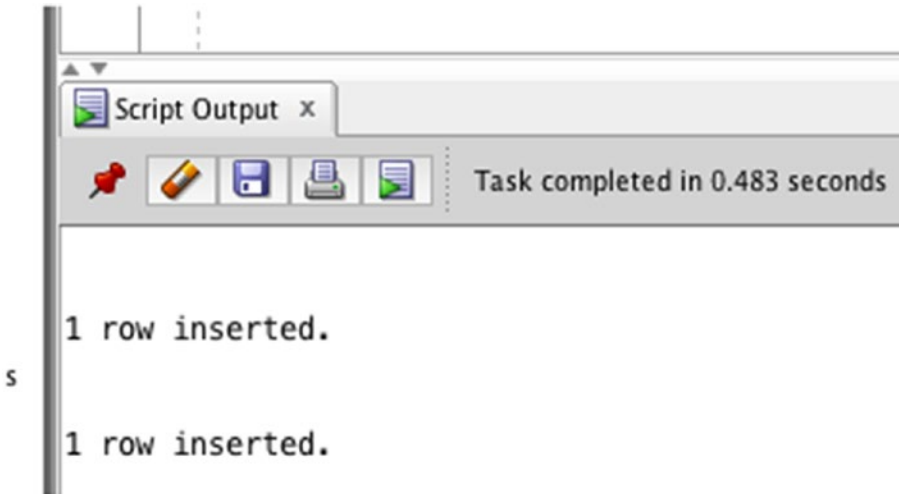 Script Output x
Task completed in 0.483 seconds
1 row inserted.
s
1 row inserted.